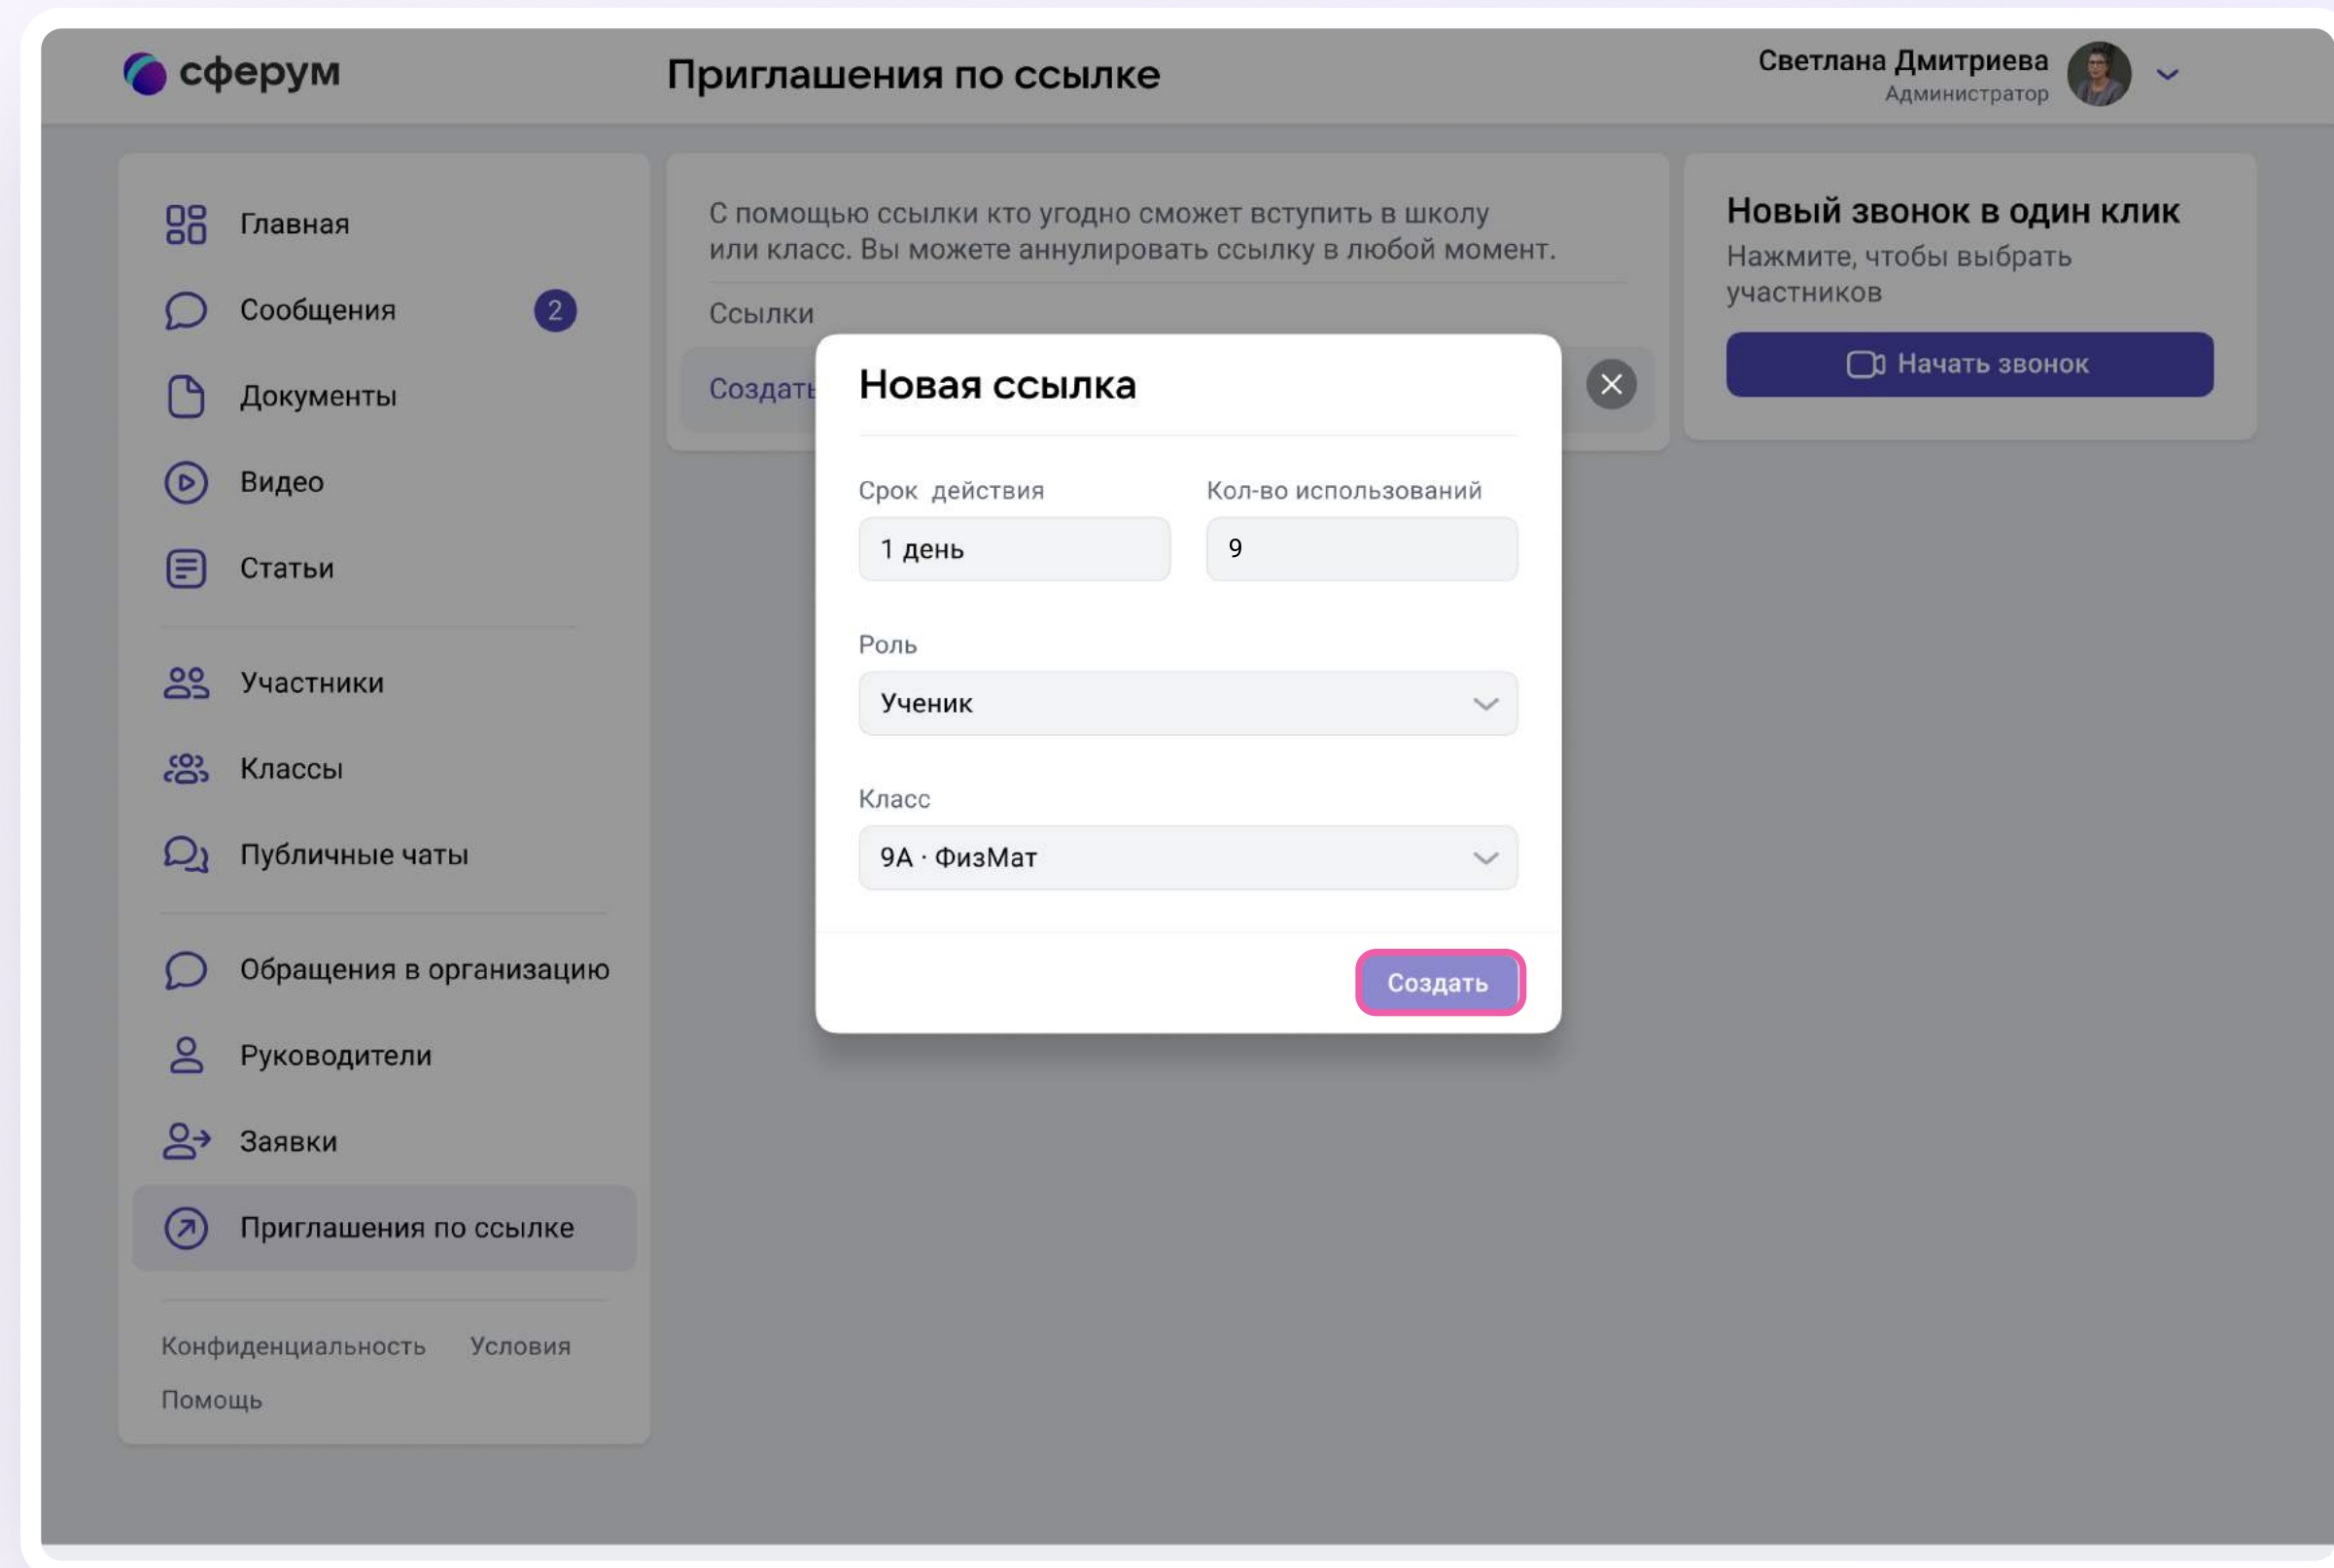 сферум
Приглашения по ссылке
Светлана Дмитриева
Администратор
Главная
Сообщения 2
Документы
Видео
Статьи
Участники
Классы
Публичные чаты
Обращения в организацию
Руководители
Заявки
Приглашения по ссылке
Конфиденциальность Условия
Помощь
С помощью ссылки кто угодно сможет вступить в школу
или класс. Вы можете аннулировать ссылку в любой момент.
Ссылки
Создать
Новая ссылка
Срок действия Кол-во использований
1 день 9
Роль
Ученик
Класс
9А · ФизМат
Создать
Новый звонок в один клик
Нажмите, чтобы выбрать
участников
Начать звонок